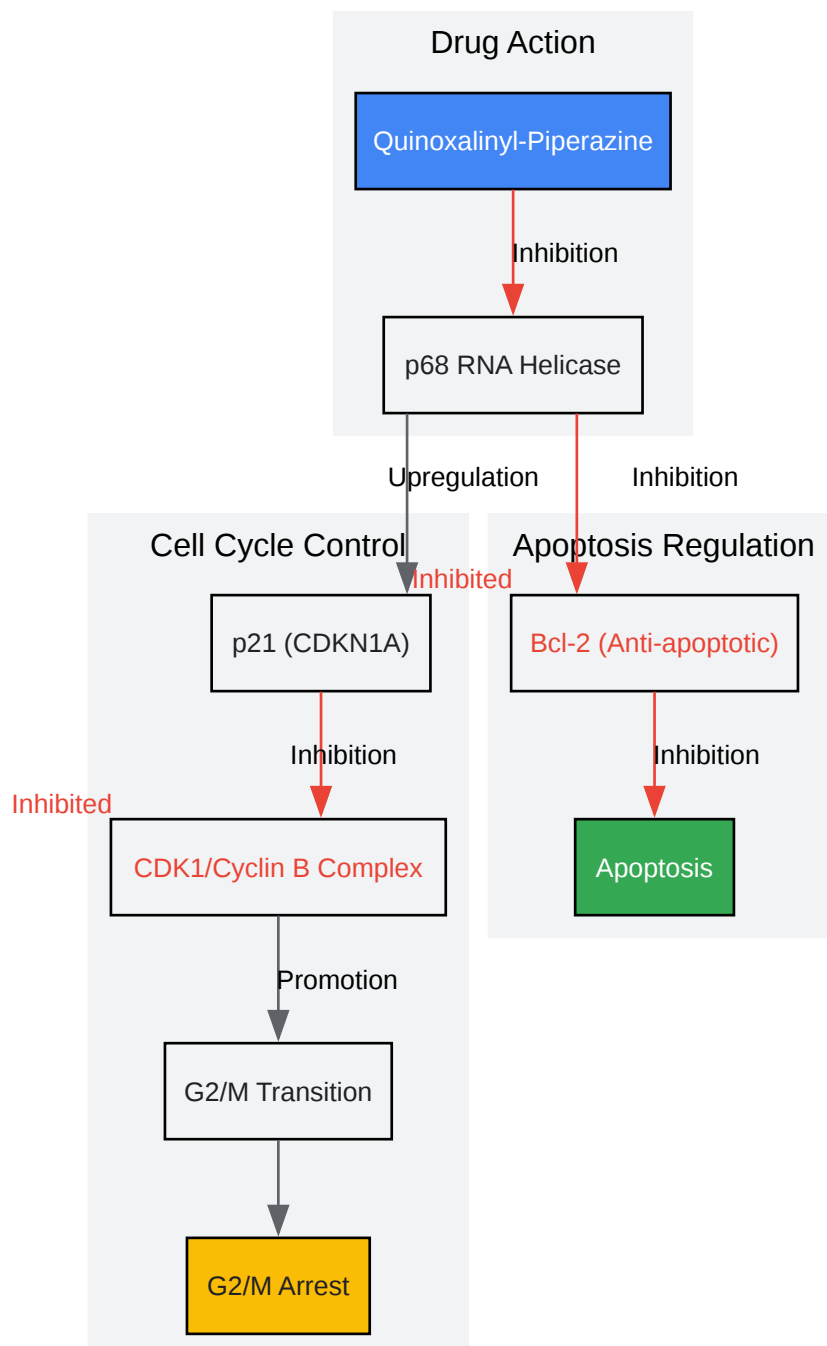 Drug Action
Quinoxalinyl-Piperazine
Inhibition
p68 RNA Helicase
Upregulation
Inhibition
Cell Cycle Control
Apoptosis Regulation
Inhibited
p21 (CDKN1A)
Bcl-2 (Anti-apoptotic)
Inhibition
Inhibition
Inhibited
CDK1/Cyclin B Complex
Apoptosis
Promotion
G2/M Transition
G2/M Arrest